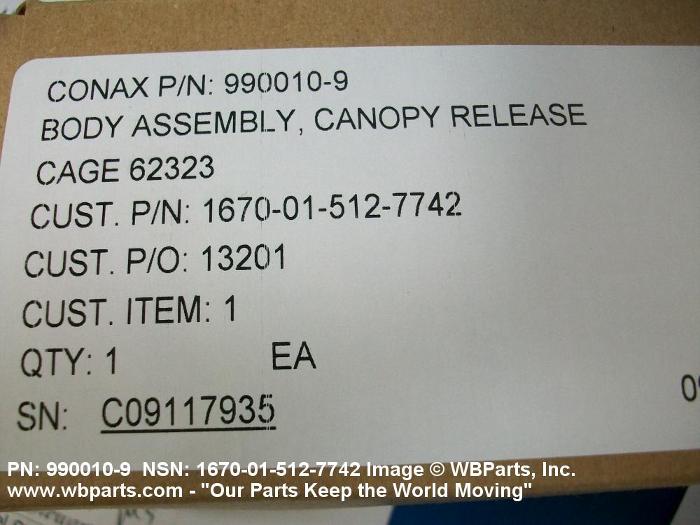 CONAX P/N: 990010-9
BODY ASSEMBLY, CANOPY RELEASE
CAGE 62323
CUST. P/N: 1670-01-512-7742
CUST. P/O: 13201
CUST. ITEM: 1
QTY: 1 EA
SN: C09117935
PN: 990010-9 NSN: 1670-01-512-7742 Image © WBParts, Inc.
www.wbparts.com - "Our Parts Keep the World Moving"